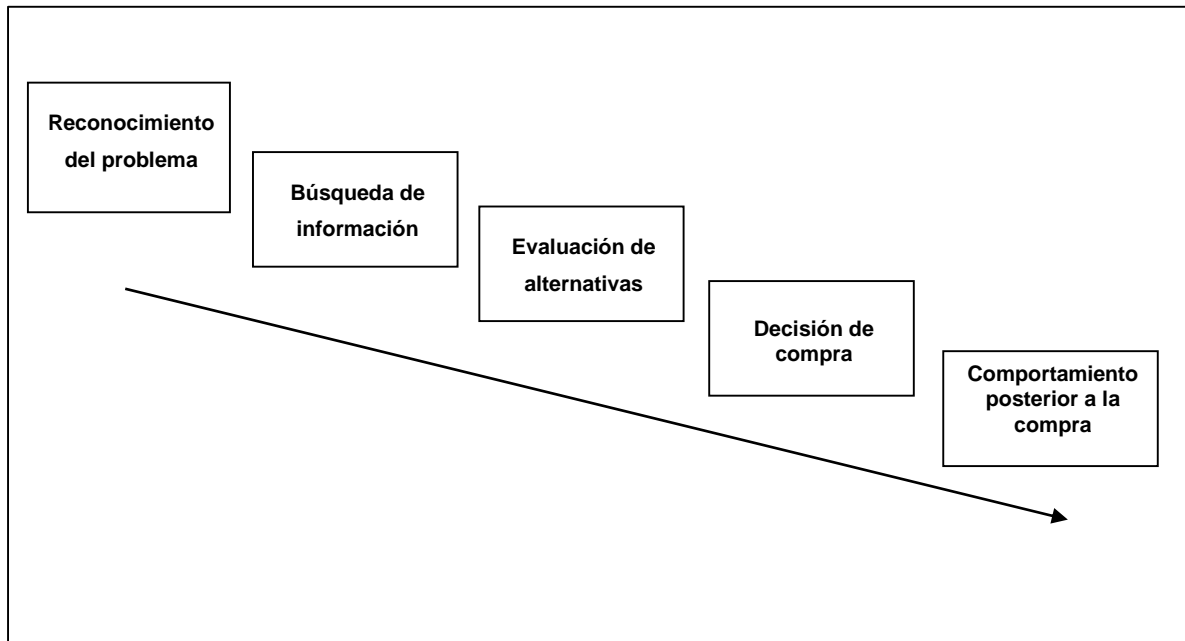 Reconocimiento
del problema
Búsqueda de
información
Evaluación de
alternativas
Decisión de
compra
Comportamiento
posterior a la
compra